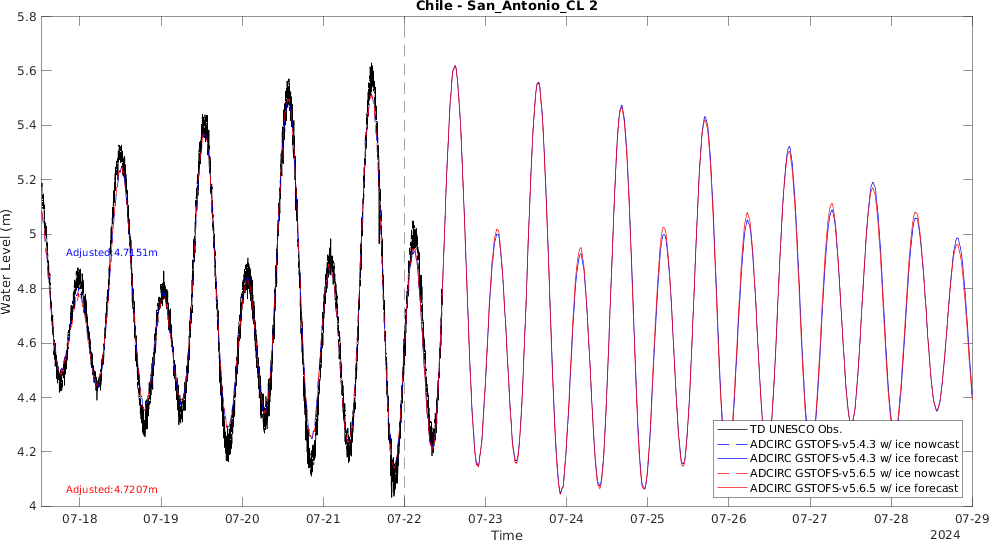 Chile - San_Antonio_CL 2
5.8
5.6
5.4
5.2
5
4.8
4.6
4.4
4.2
4
Water Level (m)
Adjusted:4.7151m
Adjusted:4.7207m
TD UNESCO Obs.
ADCIRC GSTOFS-v5.4.3 w/ ice nowcast
ADCIRC GSTOFS-v5.4.3 w/ ice forecast
ADCIRC GSTOFS-v5.6.5 w/ ice nowcast
ADCIRC GSTOFS-v5.6.5 w/ ice forecast
07-18 07-19 07-20 07-21 07-22 07-23 07-24 07-25 07-26 07-27 07-28 07-29
Time
2024